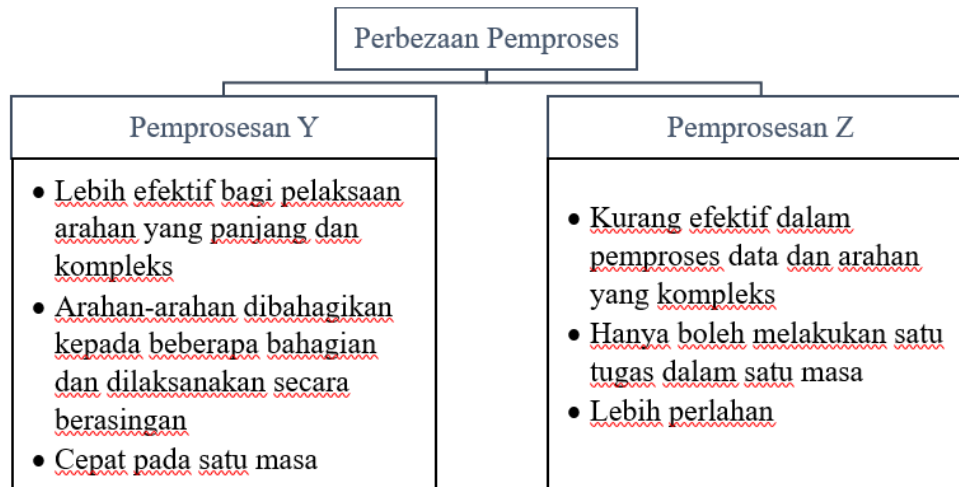 Perbezaan Pemproses
Pemprosesan Y
• Lebih efektif bagi pelaksaan
arahan yang panjang dan
kompleks
• Arahan-arahan dibahagikan
kepada beberapa bahagian
dan dilaksanakan secara
berasingan
• Cepat pada satu masa
Pemprosesan Z
• Kurang efektif dalam
pemproses data dan arahan
yang kompleks
• Hanya boleh melakukan satu
tugas dalam satu masa
• Lebih perlahan